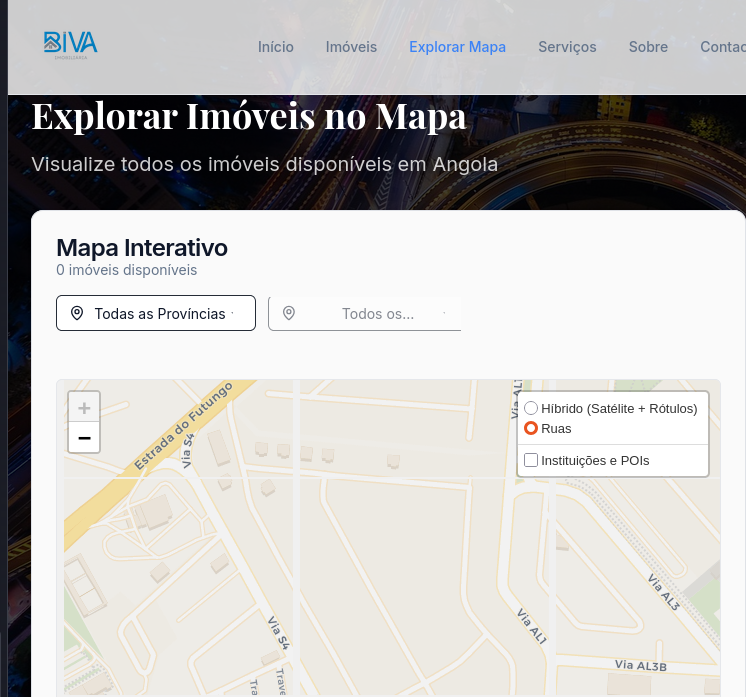 BIVA
IMOBILIÁRIA
Início Imóveis Explorar Mapa Serviços Sobre Contac
Explorar Imóveis no Mapa
Visualize todos os imóveis disponíveis em Angola
Mapa Interativo
0 imóveis disponíveis
Todas as Províncias Todos os...
+
−
Híbrido (Satélite + Rótulos)
Ruas
Instituições e POIs
Estrada do Futungo
Via S4
Via AL1
Via AL3
Via S4
Via AL1
Via AL3B
Trave
Trave